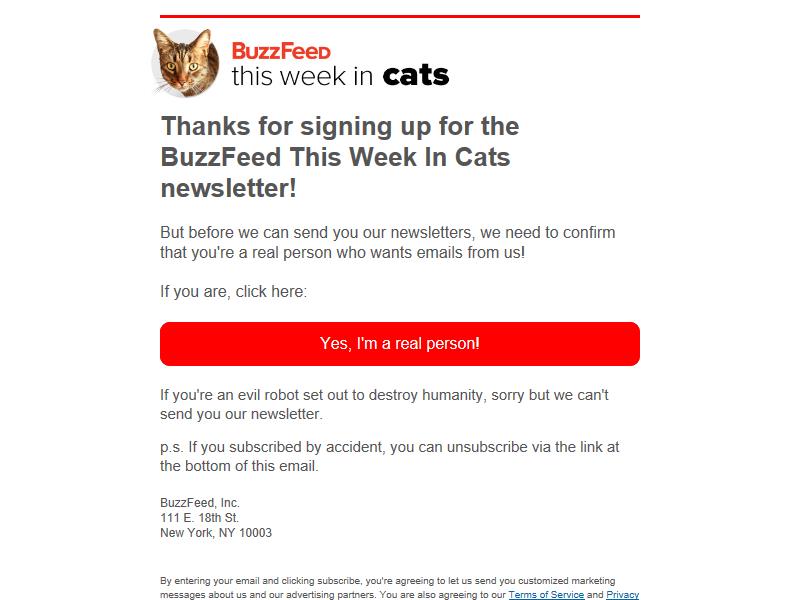 BuzzFeed
this week in cats
Thanks for signing up for the
BuzzFeed This Week In Cats
newsletter!
But before we can send you our newsletters, we need to confirm
that you're a real person who wants emails from us!
If you are, click here:
Yes, I'm a real person!
If you're an evil robot set out to destroy humanity, sorry but we can't
send you our newsletter.
p.s. If you subscribed by accident, you can unsubscribe via the link at
the bottom of this email.
BuzzFeed, Inc.
111 E. 18th St.
New York, NY 10003
By entering your email and clicking subscribe, you're agreeing to let us send you customized marketing
messages about us and our advertising partners. You are also agreeing to our Terms of Service and Privacy